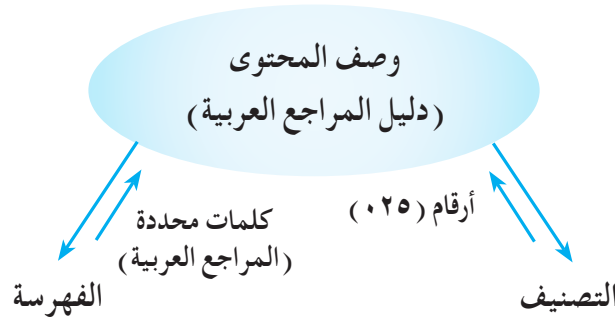 وصف المحتوى
(دليل المراجع العربية)
أرقام (٠٢٥)
كلمات محددة
(المراجع العربية)
التصنيف
الفهرسة